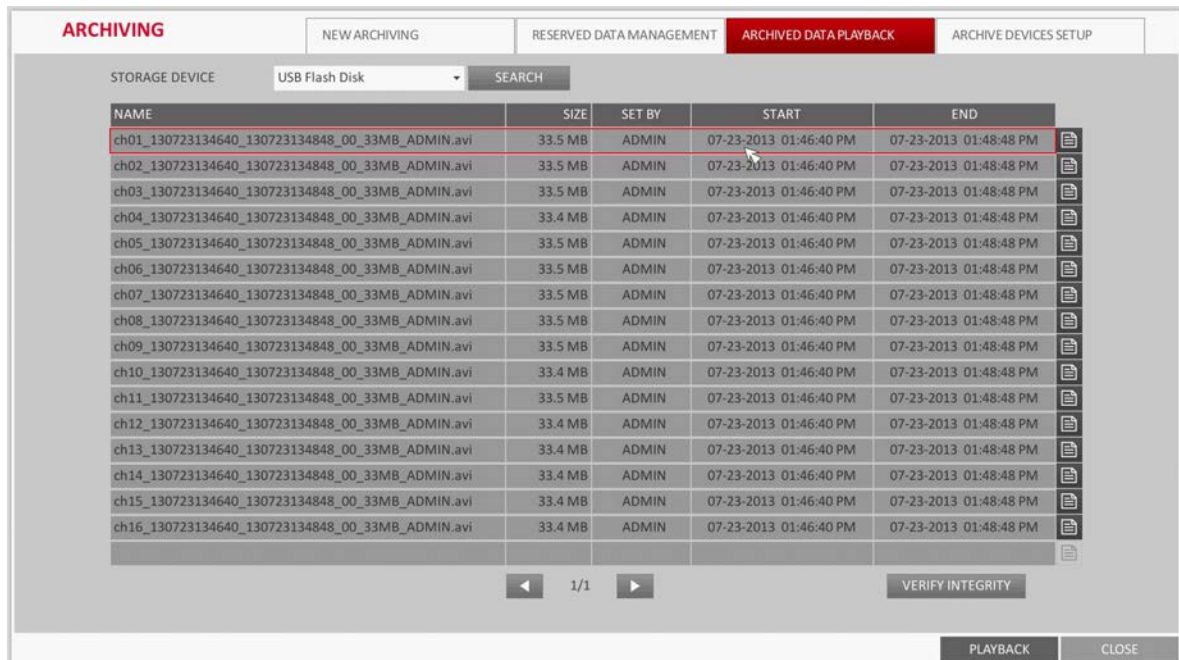 ARCHIVING NEW ARCHIVING RESERVED DATA MANAGEMENT ARCHIVED DATA PLAYBACK ARCHIVE DEVICES SETUP
STORAGE DEVICE USB Flash Disk SEARCH
NAME SIZE SET BY START END
ch01_130723134640_130723134848_00_33MB_ADMIN.avi 33.5 MB ADMIN 07-23-2013 01:46:40 PM 07-23-2013 01:48:48 PM
ch02_130723134640_130723134848_00_33MB_ADMIN.avi 33.5 MB ADMIN 07-23-2013 01:46:40 PM 07-23-2013 01:48:48 PM
ch03_130723134640_130723134848_00_33MB_ADMIN.avi 33.5 MB ADMIN 07-23-2013 01:46:40 PM 07-23-2013 01:48:48 PM
ch04_130723134640_130723134848_00_33MB_ADMIN.avi 33.4 MB ADMIN 07-23-2013 01:46:40 PM 07-23-2013 01:48:48 PM
ch05_130723134640_130723134848_00_33MB_ADMIN.avi 33.5 MB ADMIN 07-23-2013 01:46:40 PM 07-23-2013 01:48:48 PM
ch06_130723134640_130723134848_00_33MB_ADMIN.avi 33.5 MB ADMIN 07-23-2013 01:46:40 PM 07-23-2013 01:48:48 PM
ch07_130723134640_130723134848_00_33MB_ADMIN.avi 33.5 MB ADMIN 07-23-2013 01:46:40 PM 07-23-2013 01:48:48 PM
ch08_130723134640_130723134848_00_33MB_ADMIN.avi 33.5 MB ADMIN 07-23-2013 01:46:40 PM 07-23-2013 01:48:48 PM
ch09_130723134640_130723134848_00_33MB_ADMIN.avi 33.5 MB ADMIN 07-23-2013 01:46:40 PM 07-23-2013 01:48:48 PM
ch10_130723134640_130723134848_00_33MB_ADMIN.avi 33.4 MB ADMIN 07-23-2013 01:46:40 PM 07-23-2013 01:48:48 PM
ch11_130723134640_130723134848_00_33MB_ADMIN.avi 33.5 MB ADMIN 07-23-2013 01:46:40 PM 07-23-2013 01:48:48 PM
ch12_130723134640_130723134848_00_33MB_ADMIN.avi 33.4 MB ADMIN 07-23-2013 01:46:40 PM 07-23-2013 01:48:48 PM
ch13_130723134640_130723134848_00_33MB_ADMIN.avi 33.4 MB ADMIN 07-23-2013 01:46:40 PM 07-23-2013 01:48:48 PM
ch14_130723134640_130723134848_00_33MB_ADMIN.avi 33.4 MB ADMIN 07-23-2013 01:46:40 PM 07-23-2013 01:48:48 PM
ch15_130723134640_130723134848_00_33MB_ADMIN.avi 33.4 MB ADMIN 07-23-2013 01:46:40 PM 07-23-2013 01:48:48 PM
ch16_130723134640_130723134848_00_33MB_ADMIN.avi 33.4 MB ADMIN 07-23-2013 01:46:40 PM 07-23-2013 01:48:48 PM
1/1 VERIFY INTEGRITY
PLAYBACK CLOSE